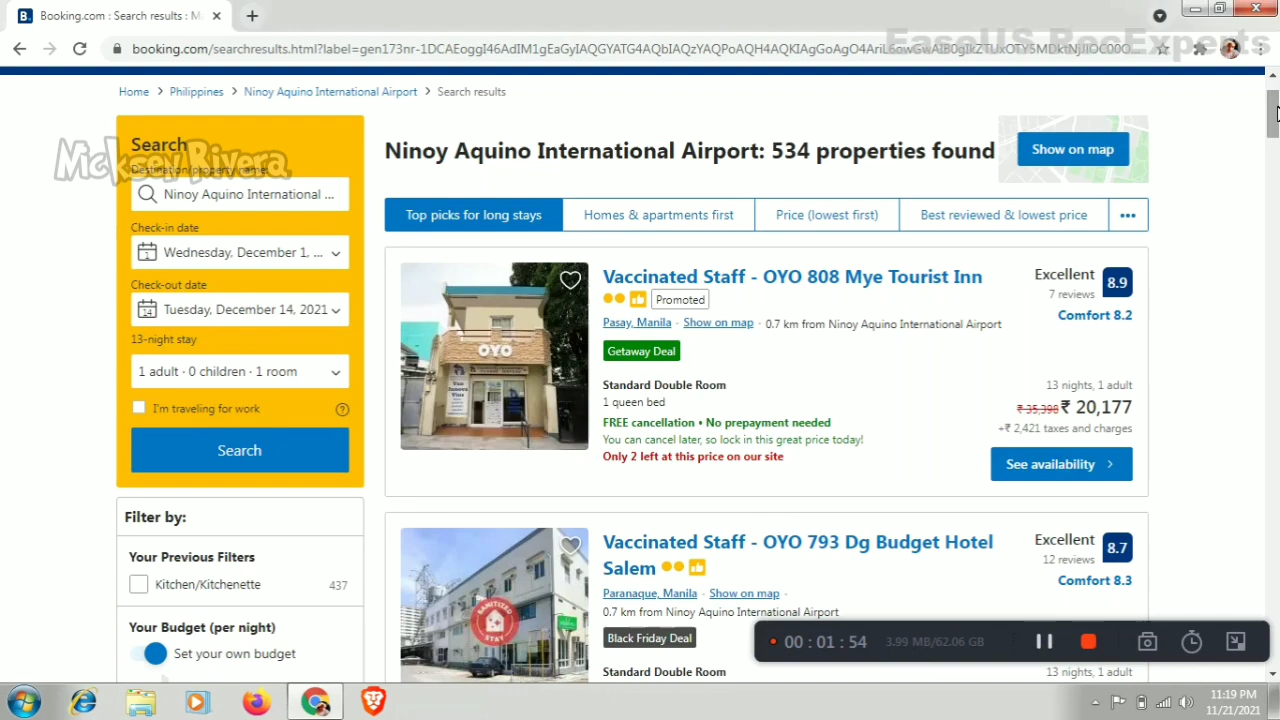 Booking.com : Search results : M
EaseUS RecExperts
booking.com/searchresults.html?label=gen173nr-1DCAEoggI46AdIM1gEaGyIAQGYATG4AQbIAQzYAQPoAQH4AQKIAgGoAgO4AriL6owGwAIB0gIkZTUxOTY5MDktNjJIOC00O...
Home > Philippines > Ninoy Aquino International Airport > Search results
Search
Mcksey Rivera
Destination/property name:
Ninoy Aquino International ...
Check-in date
1
Wednesday, December 1, ...
Check-out date
14
Tuesday, December 14, 2021
13-night stay
1 adult · 0 children · 1 room
I'm traveling for work
Search
Filter by:
Your Previous Filters
Kitchen/Kitchenette 437
Your Budget (per night)
Set your own budget
Ninoy Aquino International Airport: 534 properties found
Show on map
Top picks for long stays
Homes & apartments first
Price (lowest first)
Best reviewed & lowest price
OYO
Vaccinated Staff - OYO 808 Mye Tourist Inn
Promoted
Pasay, Manila · Show on map · 0.7 km from Ninoy Aquino International Airport
Getaway Deal
Excellent 8.9
7 reviews
Comfort 8.2
Standard Double Room
1 queen bed
FREE cancellation • No prepayment needed
You can cancel later, so lock in this great price today!
Only 2 left at this price on our site
13 nights, 1 adult
₹ 35,398 ₹ 20,177
+₹ 2,421 taxes and charges
See availability
SANITIZED
STAY
Vaccinated Staff - OYO 793 Dg Budget Hotel
Salem
Paranaque, Manila · Show on map ·
0.7 km from Ninoy Aquino International Airport
Black Friday Deal
Standard Double Room
Excellent 8.7
12 reviews
Comfort 8.3
13 nights, 1 adult
00 : 01 : 54
3.99 MB/62.06 GB
11:19 PM
11/21/2021